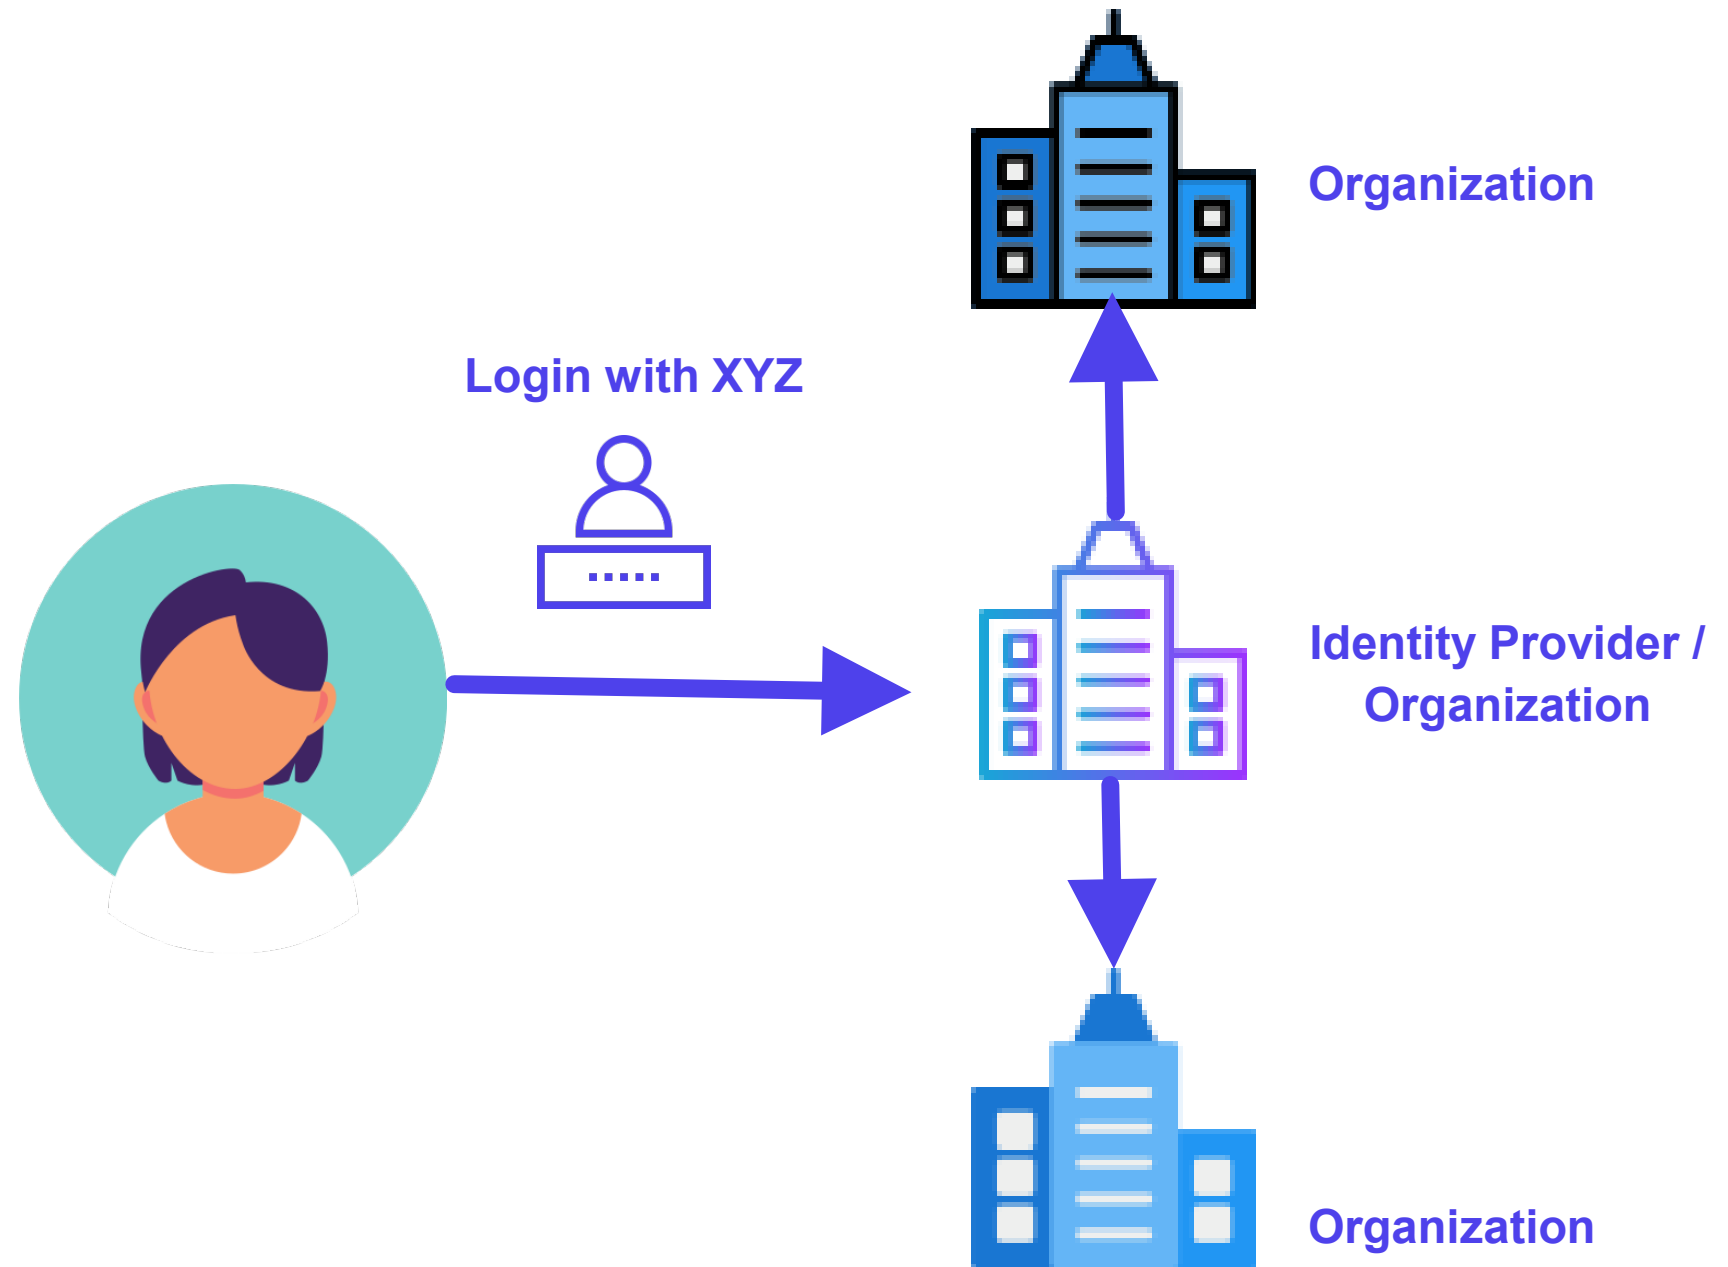 Organization
Login with XYZ
Identity Provider /
Organization
Organization